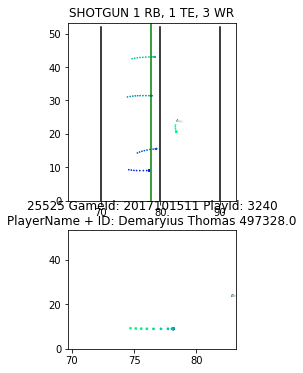 SHOTGUN 1 RB, 1 TE, 3 WR
50
40
30
20
10
0
70 80 90
25525 GameId: 2017101511 PlayId: 3240
PlayerName + ID: Demaryius Thomas 497328.0
40
20
0
70 75 80